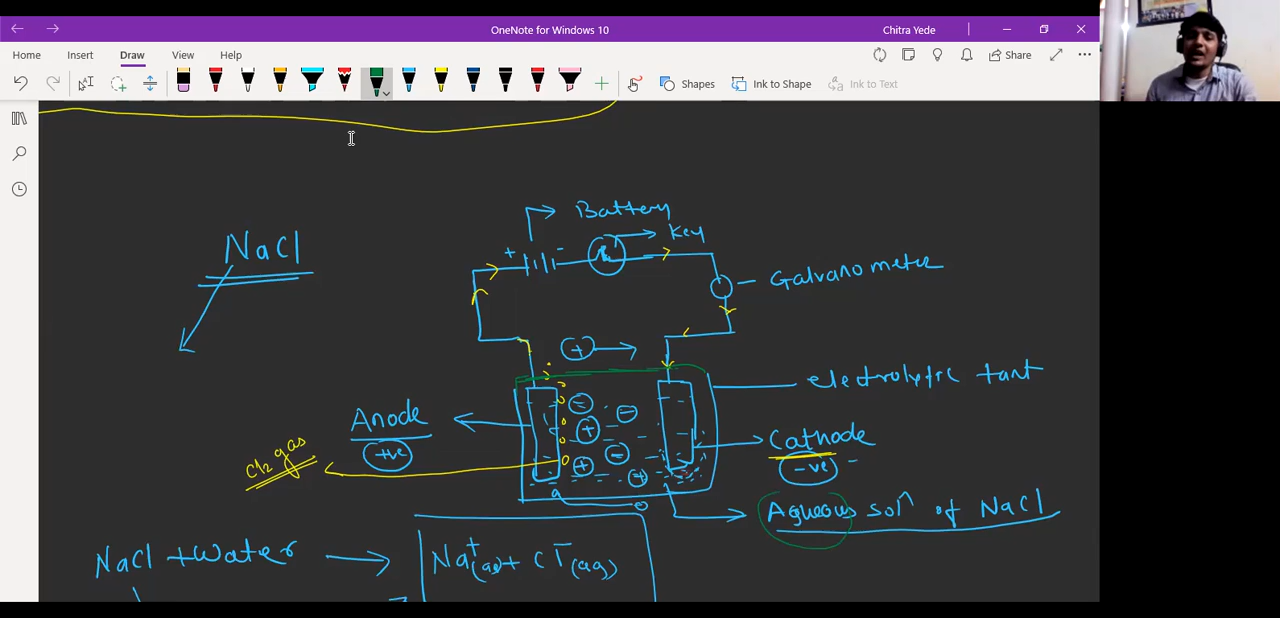 OneNote for Windows 10
Chitra Yede
Home Insert Draw View Help
Share
Shapes
Ink to Shape
Ink to Text
Battery
+ -
Key
NaCl
Galvanometer
+
electrolytic tant
Anode
+ve
Cl2 gas
Cathode
-ve
Aqueous solⁿ of NaCl
NaCl + Water → Na+(aq) + Cl-(aq)